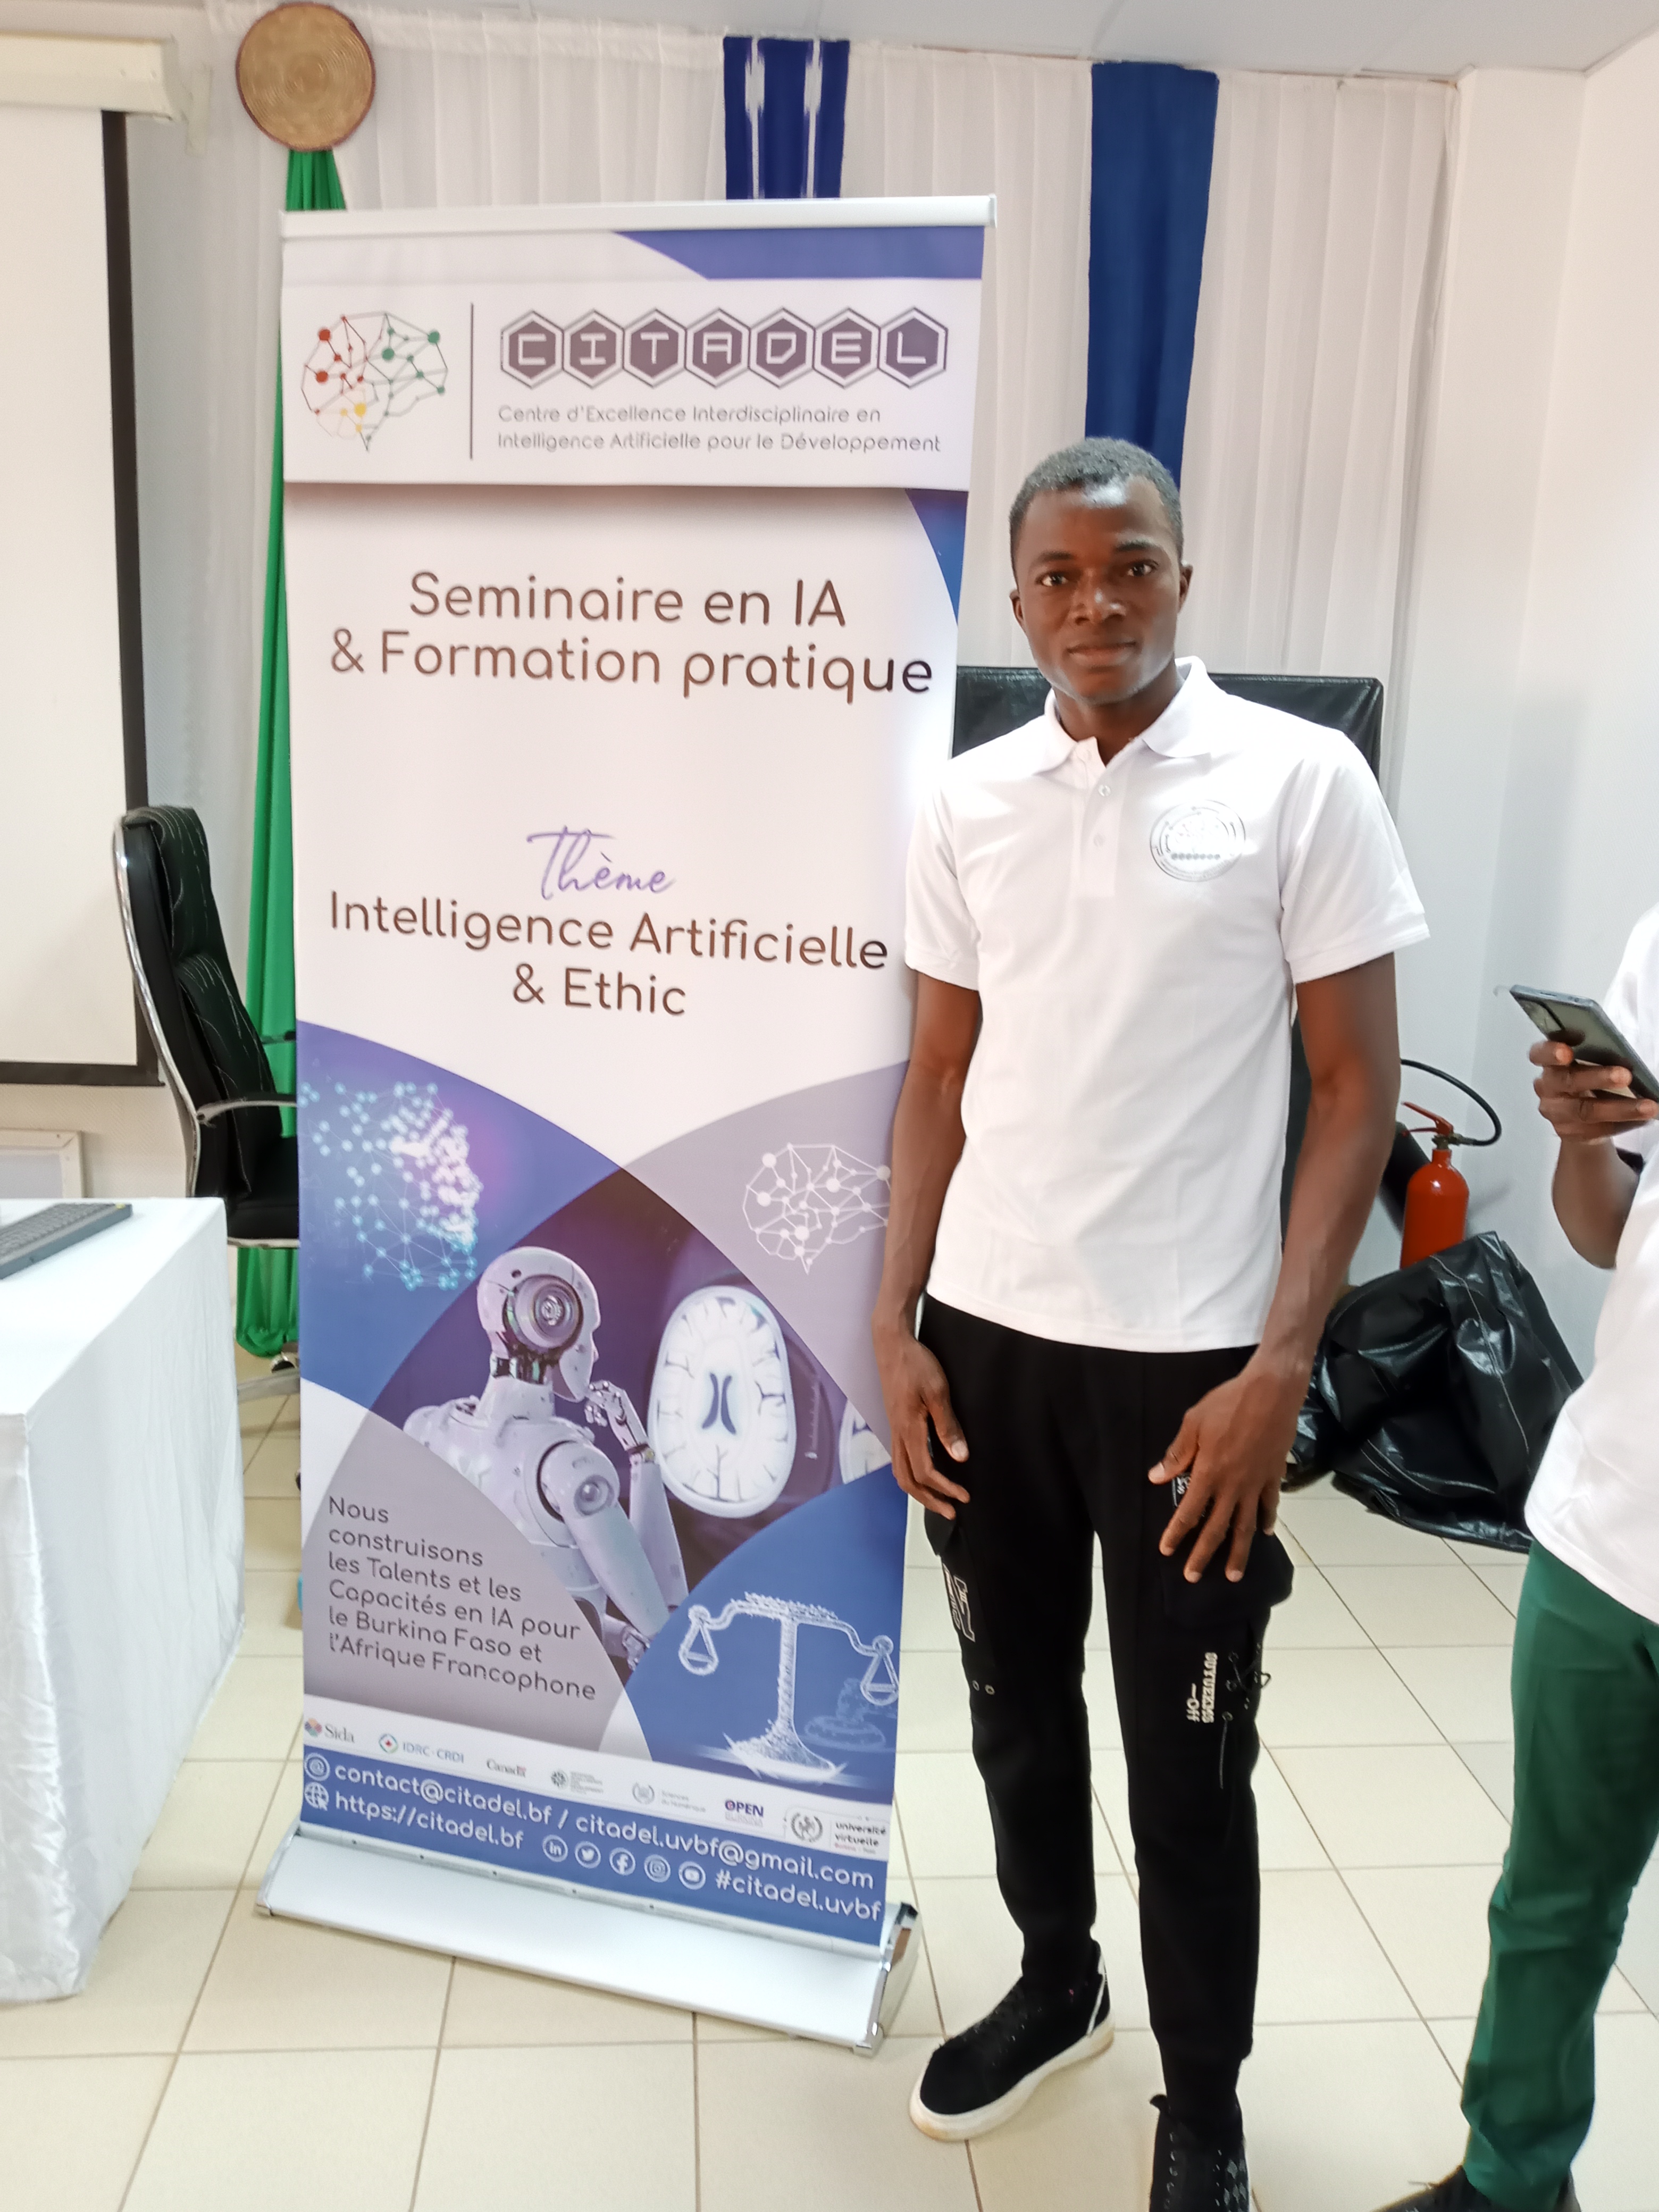 CITADEL
Centre d'Excellence Interdisciplinaire en
Intelligence Artificielle pour le Développement
Seminaire en IA
& Formation pratique
Thème
Intelligence Artificielle
& Ethic
Nous
construisons
les Talents et les
Capacités en IA pour
le Burkina Faso et
l'Afrique Francophone
Sida
IDRC · CRDI
Canada
OPEN
université
virtuelle
contact@citadel.bf / citadel.uvbf@gmail.com
https://citadel.bf
#citadel.uvbf